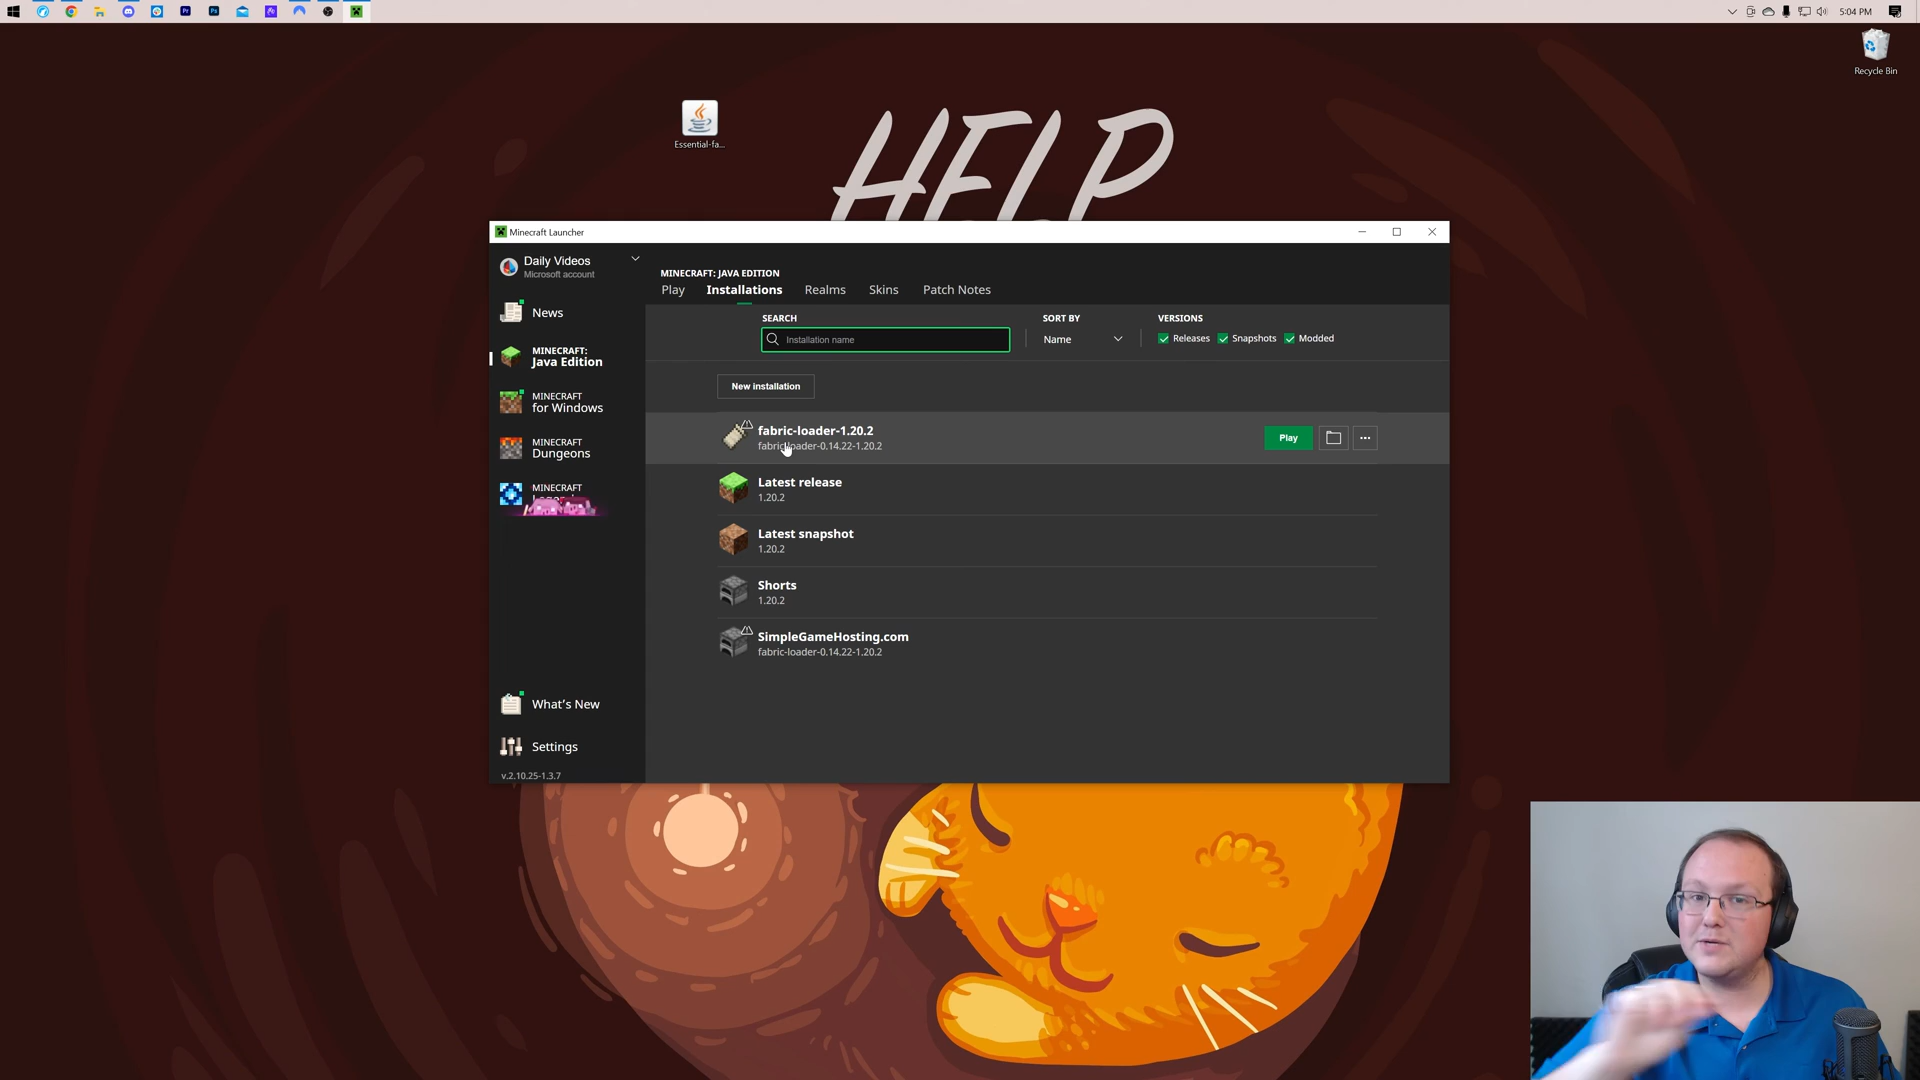 5:04 PM
Recycle Bin
Essential-fa...
HELP
Minecraft Launcher
Daily Videos
Microsoft account
News
MINECRAFT:
Java Edition
MINECRAFT
for Windows
MINECRAFT
Dungeons
MINECRAFT
What's New
Settings
v.2.10.25-1.3.7
MINECRAFT: JAVA EDITION
Play Installations Realms Skins Patch Notes
SEARCH SORT BY VERSIONS
Installation name Name Releases Snapshots Modded
New installation
fabric-loader-1.20.2
fabric-loader-0.14.22-1.20.2
Play
Latest release
1.20.2
Latest snapshot
1.20.2
Shorts
1.20.2
SimpleGameHosting.com
fabric-loader-0.14.22-1.20.2